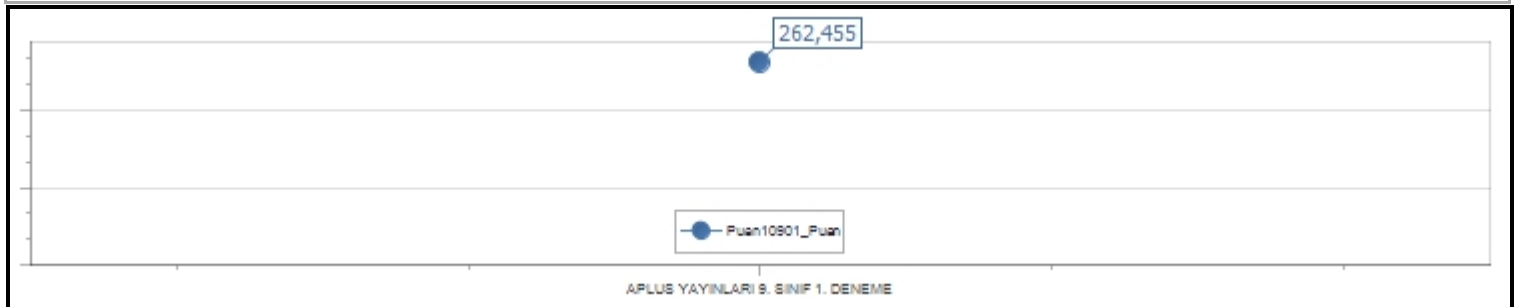 262,455
Puan10901_Puan
APLUS YAYINLARI 9. SINIF 1. DENEME